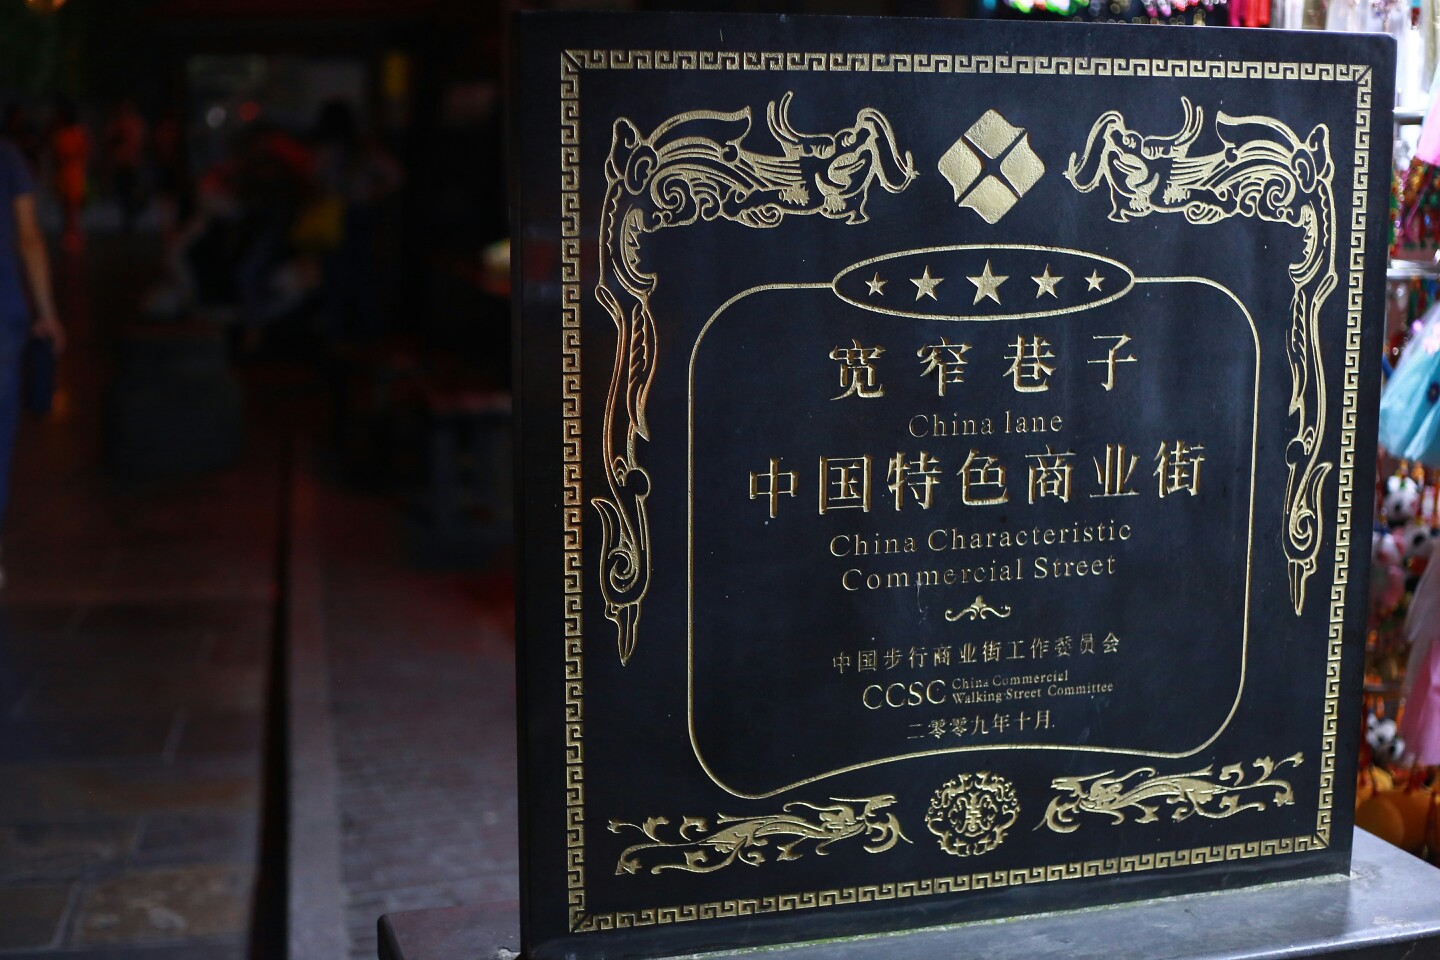 宽窄巷子
China lane
中国特色商业街
China Characteristic
Commercial Street
中国步行商业街工作委员会
CCSC China Commercial
Walking Street Committee
二零零九年十月